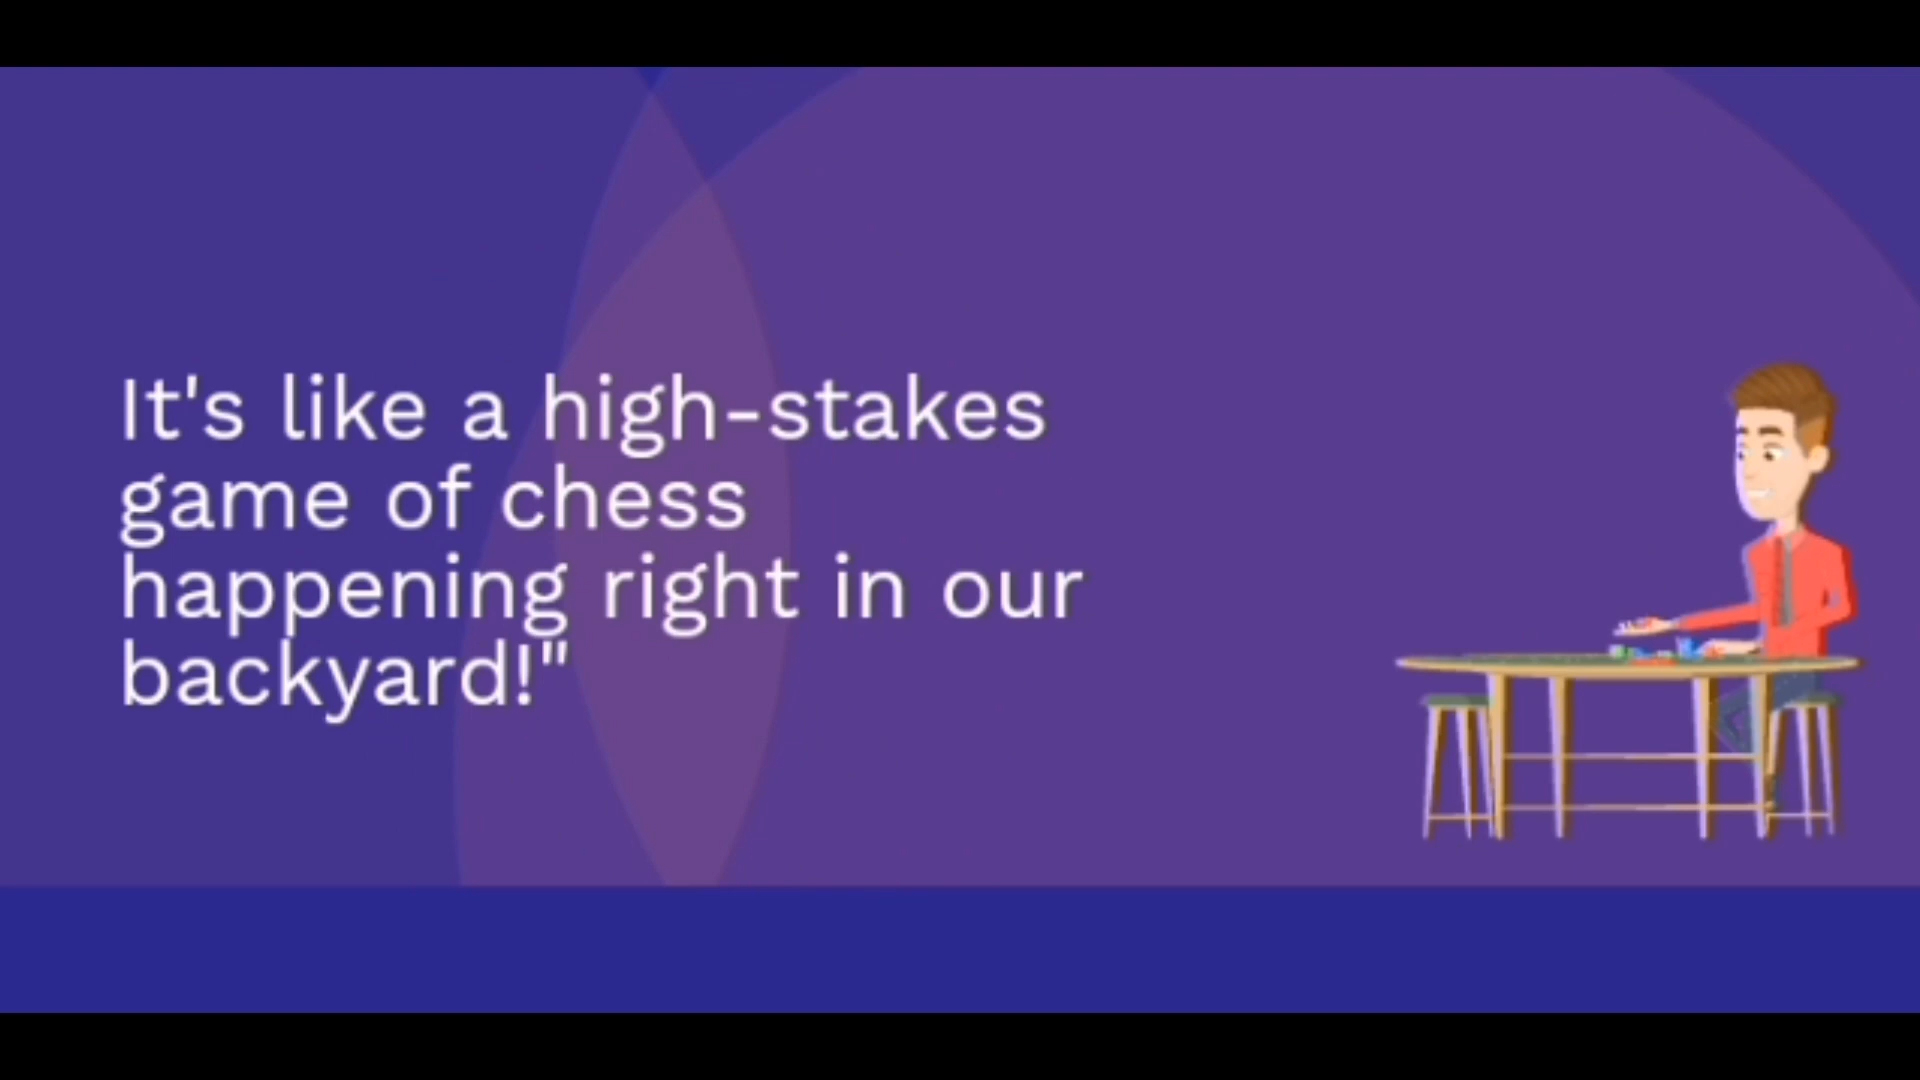 It's like a high-stakes
game of chess
happening right in our
backyard!"